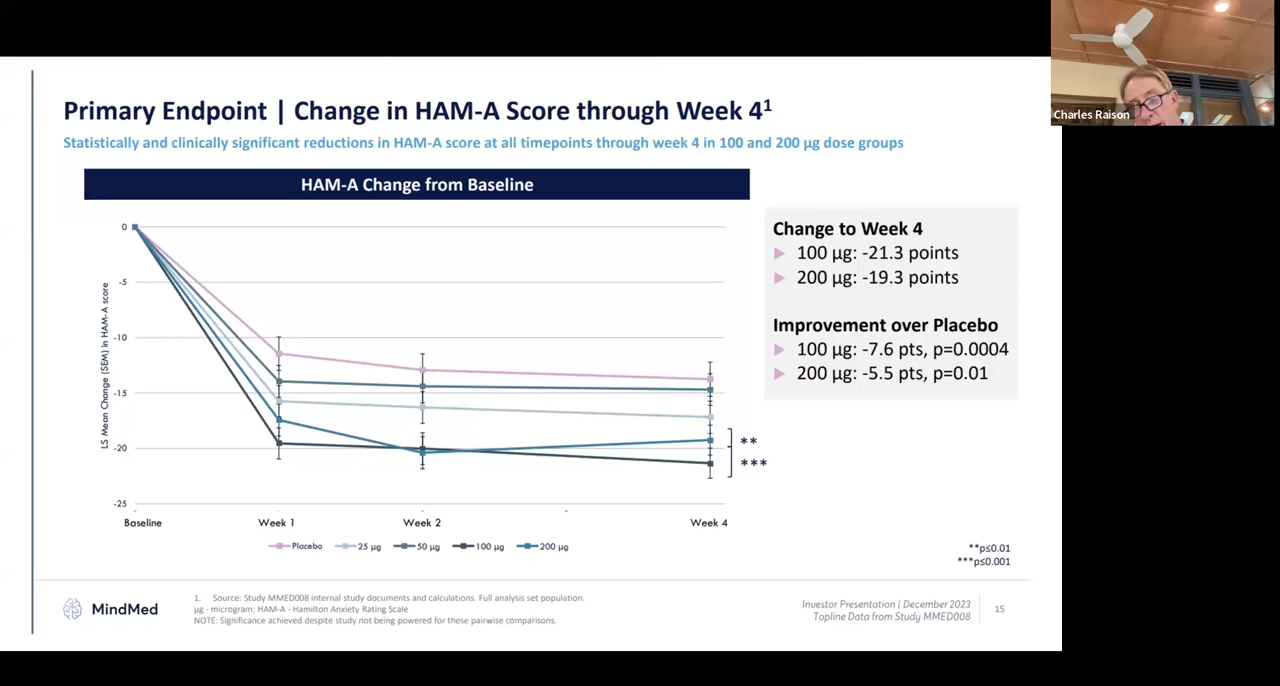 Charles Raison
Primary Endpoint | Change in HAM-A Score through Week 4¹
Statistically and clinically significant reductions in HAM-A score at all timepoints through week 4 in 100 and 200 µg dose groups
HAM-A Change from Baseline
LS Mean Change (SEM) in HAM-A score
0
-5
-10
-15
-20
-25
Baseline
Week 1
Week 2
Week 4
**
***
Placebo
25 µg
50 µg
100 µg
200 µg
Change to Week 4
100 µg: -21.3 points
200 µg: -19.3 points
Improvement over Placebo
100 µg: -7.6 pts, p=0.0004
200 µg: -5.5 pts, p=0.01
**p≤0.01
***p≤0.001
MindMed
1. Source: Study MMED008 internal study documents and calculations. Full analysis set population.
µg - microgram; HAM-A - Hamilton Anxiety Rating Scale
NOTE: Significance achieved despite study not being powered for these pairwise comparisons.
Investor Presentation | December 2023
Topline Data from Study MMED008
15